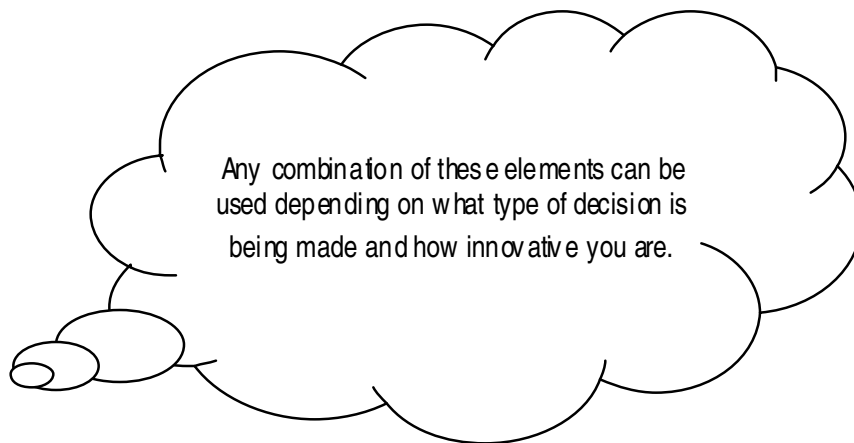 Any combination of these elements can be
used depending on what type of decision is
being made and how innovative you are.